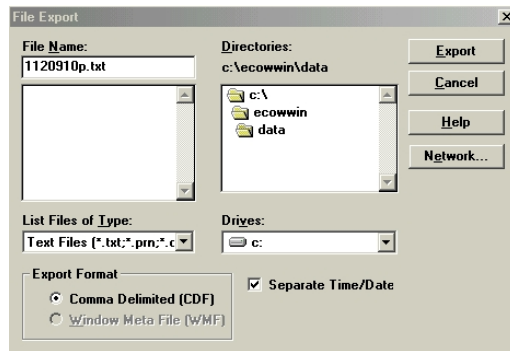 File Export
File Name:
1120910p.txt
Directories:
c:\ecowwin\data
c:\
ecowwin
data
Export
Cancel
Help
Network...
List Files of Type:
Text Files (*.txt;*.prn;*.c
Drives:
c:
Export Format
Comma Delimited (CDF)
Window Meta File (WMF)
Separate Time/Date